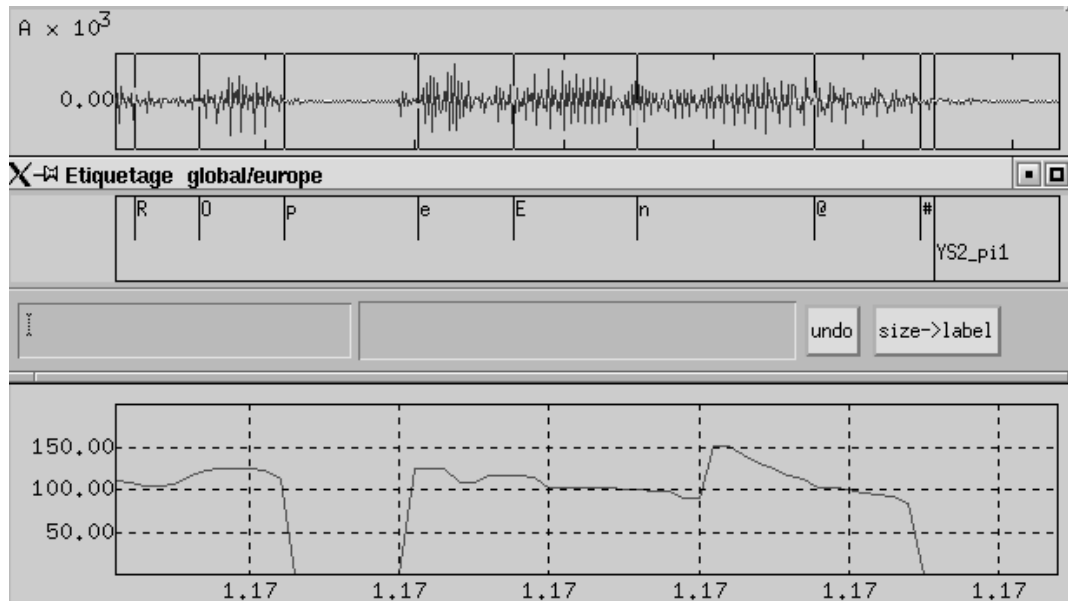 A × 10³
0.00
Etiquetage global/europe
R O p e E n @ #
YS2_pi1
undo size->label
150.00
100.00
50.00
1.17 1.17 1.17 1.17 1.17 1.17